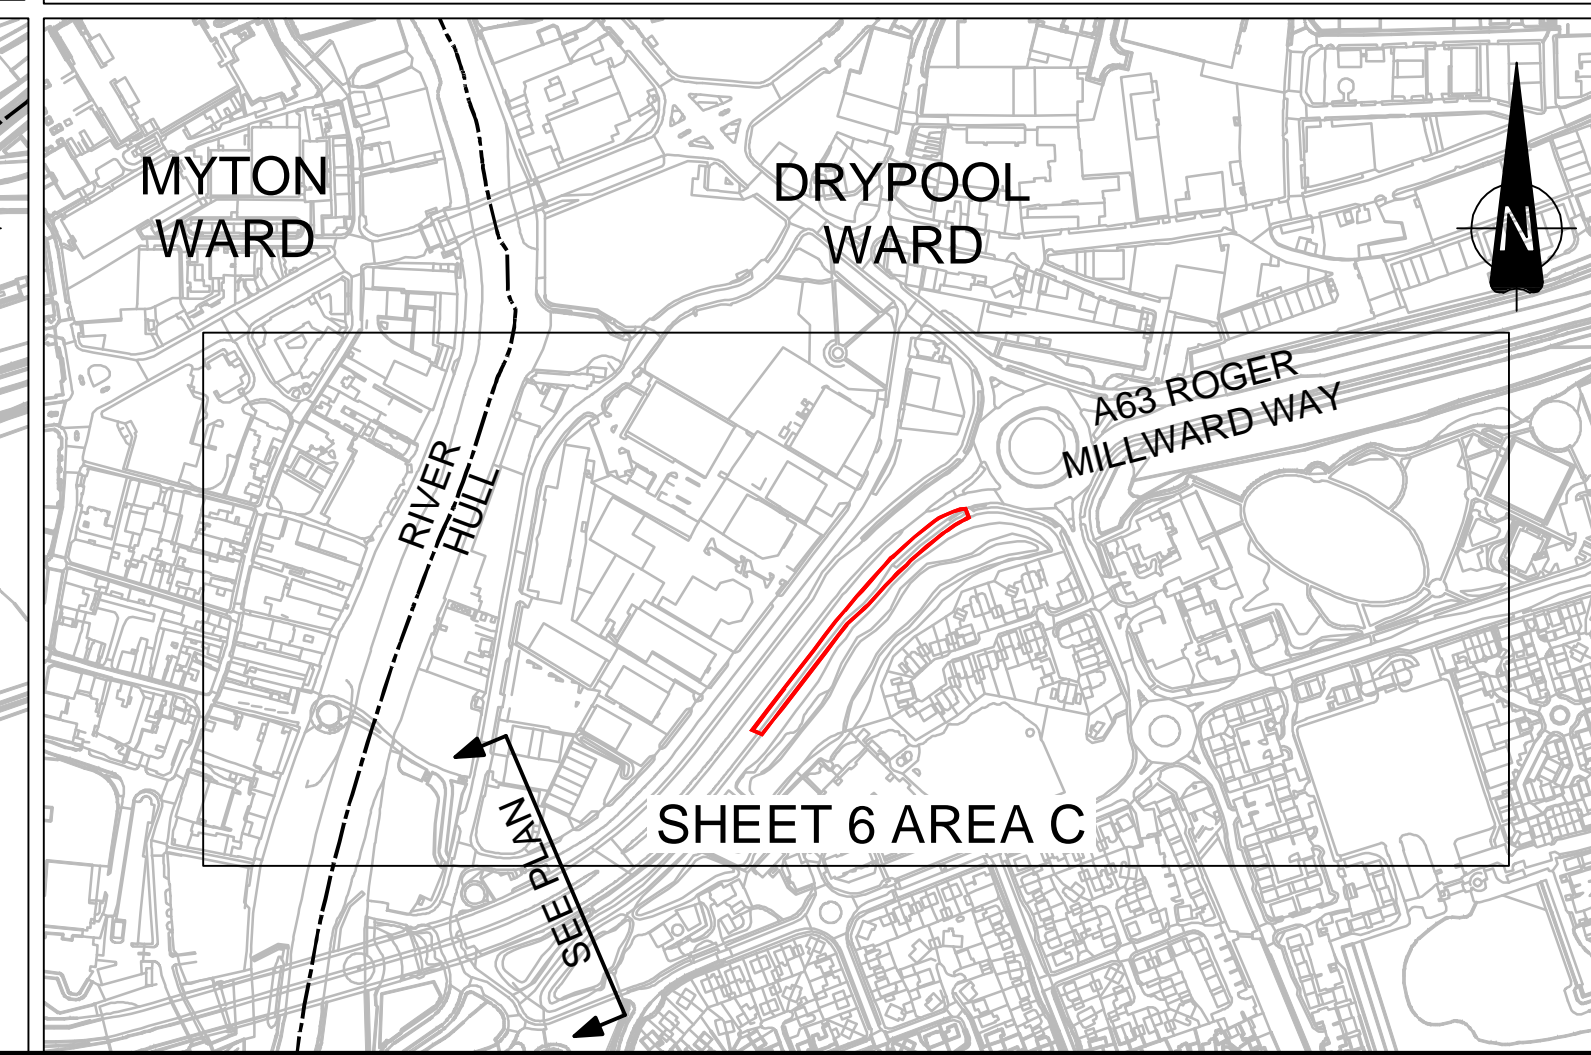 MYTON
WARD
DRYPOOL
WARD
N
A63 ROGER
MILLWARD WAY
RIVER
HULL
SEE PLAN
SHEET 6 AREA C